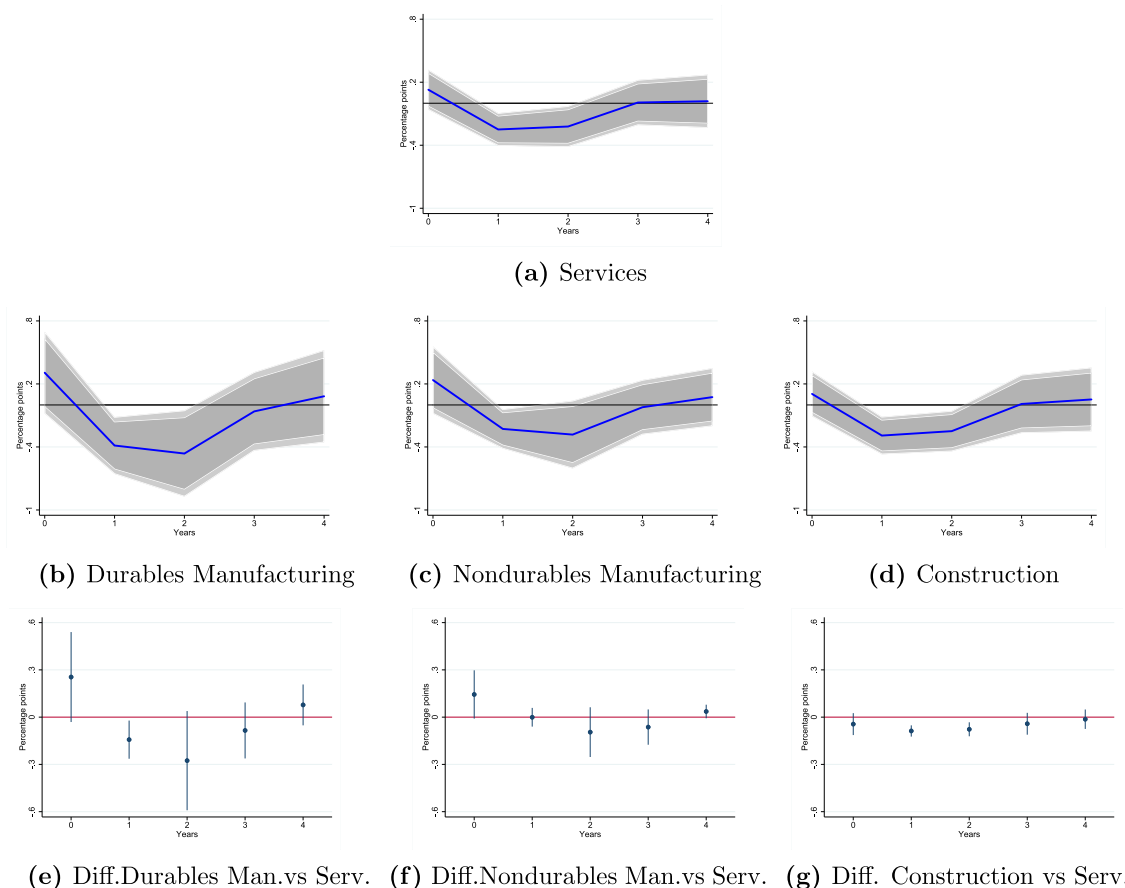 .8
.2
-.4
-1
Percentage points
0 1 2 3 4
Years
(a) Services
.8
.2
-.4
-1
Percentage points
0 1 2 3 4
Years
(b) Durables Manufacturing
.8
.2
-.4
-1
Percentage points
0 1 2 3 4
Years
(c) Nondurables Manufacturing
.8
.2
-.4
-1
Percentage points
0 1 2 3 4
Years
(d) Construction
.6
.3
0
-.3
-.6
Percentage points
0 1 2 3 4
Years
(e) Diff.Durables Man.vs Serv.
.6
.3
0
-.3
-.6
Percentage points
0 1 2 3 4
Years
(f) Diff.Nondurables Man.vs Serv.
.6
.3
0
-.3
-.6
Percentage points
0 1 2 3 4
Years
(g) Diff. Construction vs Serv.